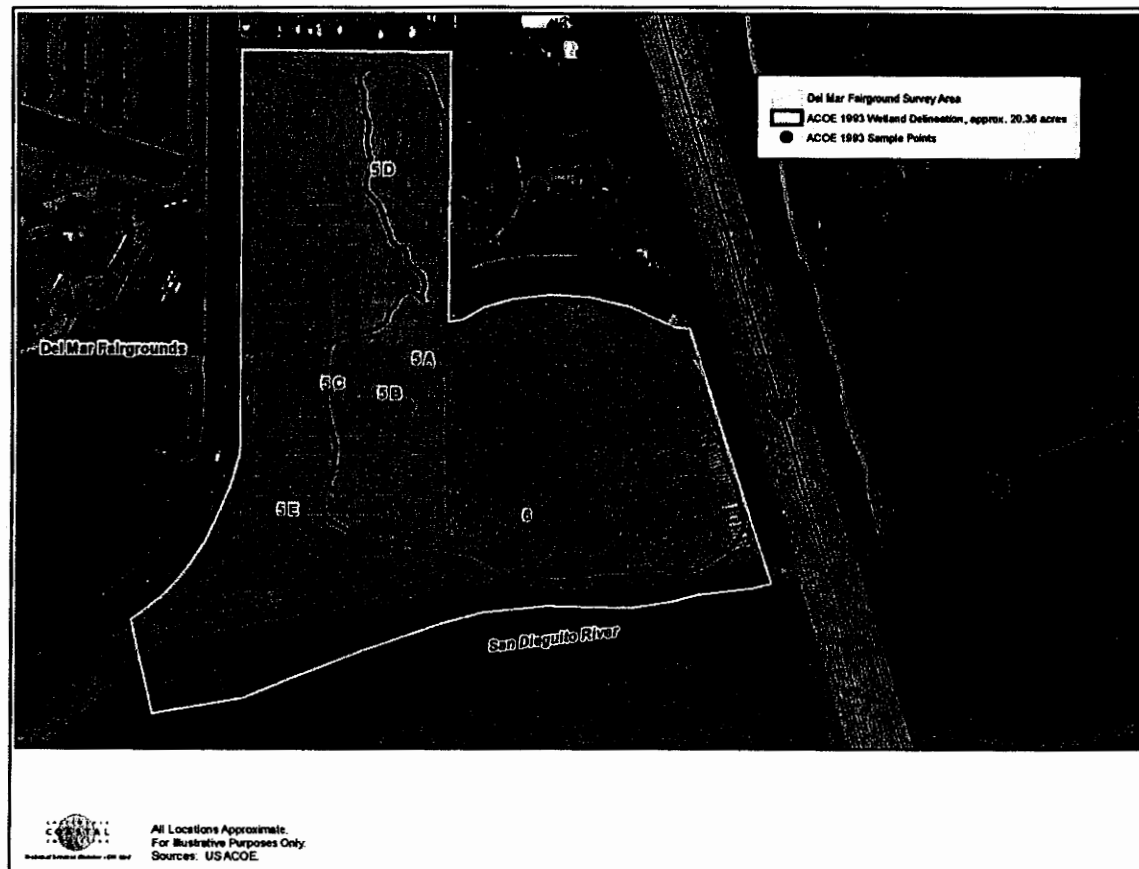 Del Mar Fairground Survey Area
ACOE 1993 Wetland Delineation, approx. 20.36 acres
ACOE 1993 Sample Points
5D
Del Mar Fairgrounds
5A
5C
5B
5E
6
San Dieguito River
COASTAL
All Locations Approximate.
For Illustrative Purposes Only.
Sources: USACOE.